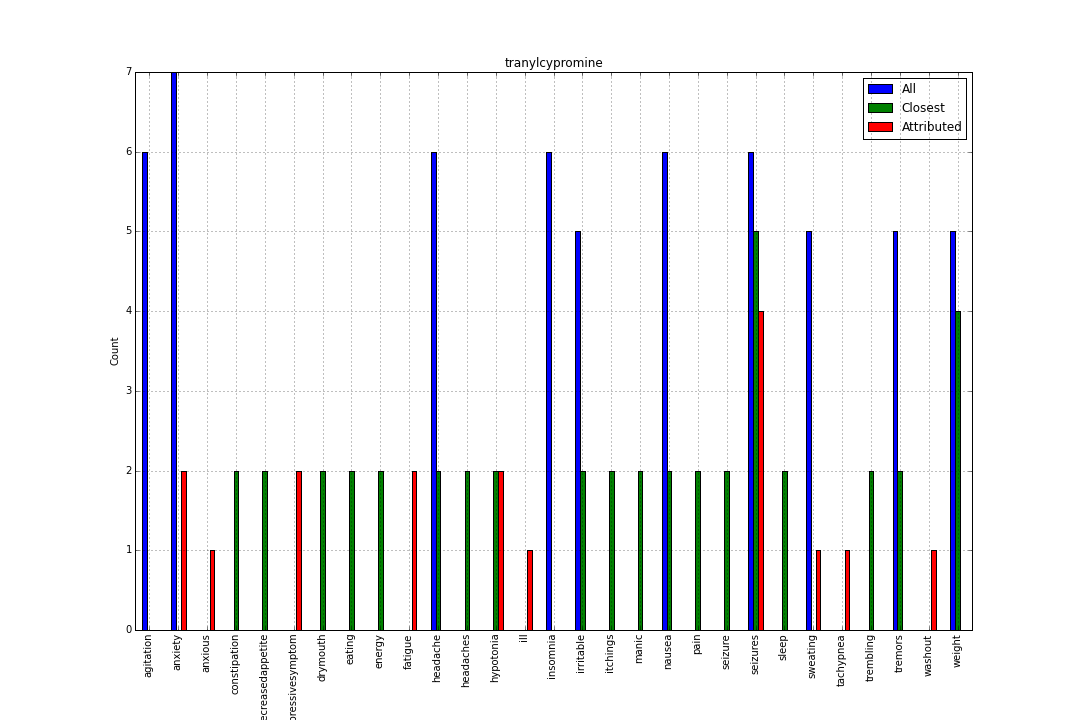 tranylcypromine
All
Closest
Attributed
Count
7
6
5
4
3
2
1
0
agitation
anxiety
anxious
constipation
ecreasedappetite
pressivesymptom
drymouth
eating
energy
fatigue
headache
headaches
hypotonia
ill
insomnia
irritable
itchings
manic
nausea
pain
seizure
seizures
sleep
sweating
tachypnea
trembling
tremors
washout
weight